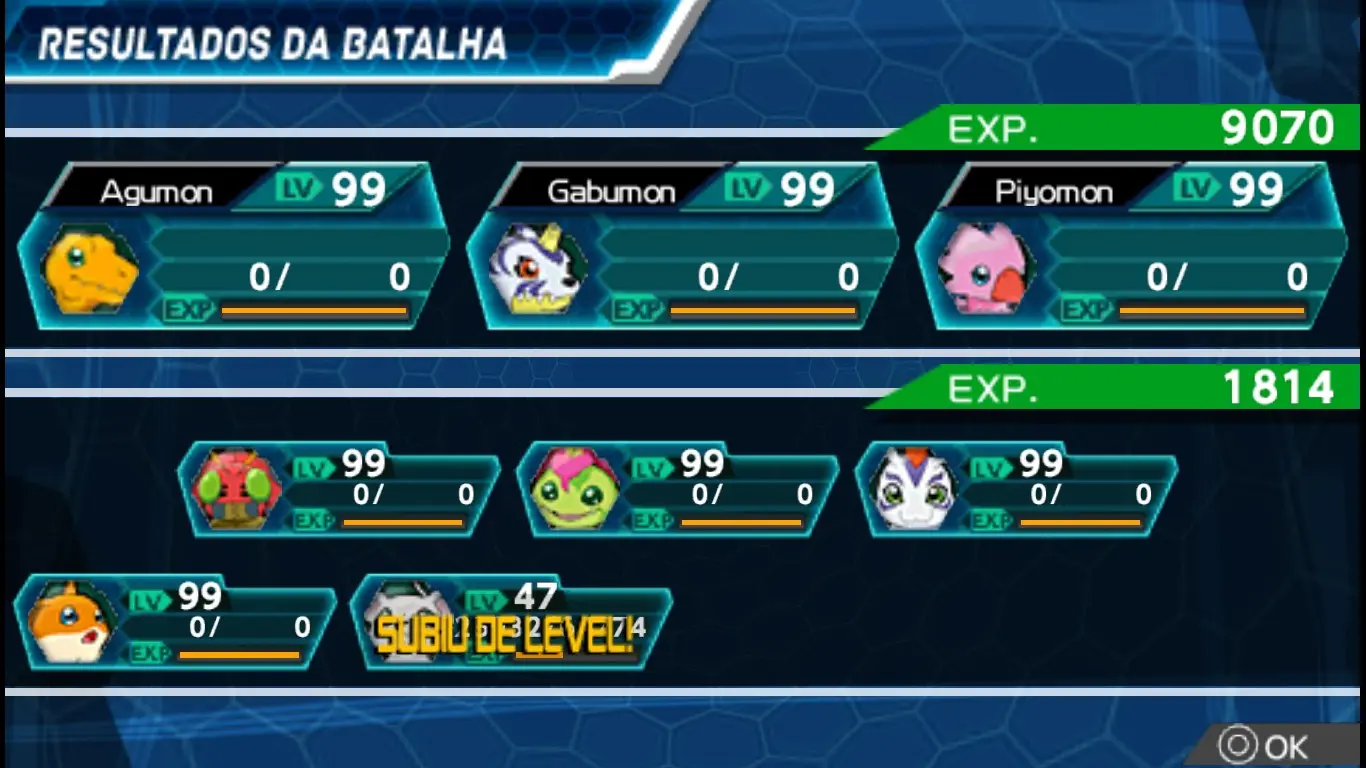 RESULTADOS DA BATALHA
EXP. 9070
Agumon LV 99
0/ 0
EXP
Gabumon LV 99
0/ 0
EXP
Piyomon LV 99
0/ 0
EXP
EXP. 1814
LV 99
0/ 0
EXP
LV 99
0/ 0
EXP
LV 99
0/ 0
EXP
LV 99
0/ 0
EXP
LV 47
SUBIU DE LEVEL!
OK